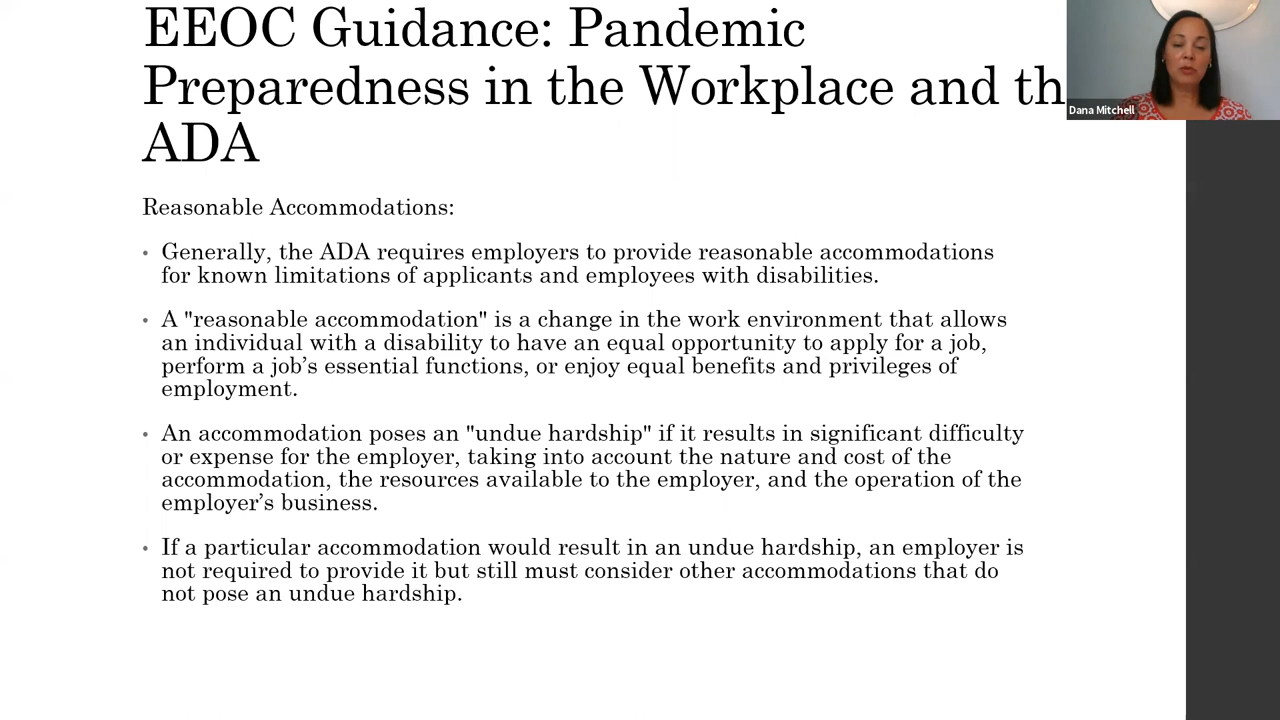 EEOC Guidance: Pandemic
Preparedness in the Workplace and th
ADA
Dana Mitchell
Reasonable Accommodations:
• Generally, the ADA requires employers to provide reasonable accommodations
for known limitations of applicants and employees with disabilities.
• A "reasonable accommodation" is a change in the work environment that allows
an individual with a disability to have an equal opportunity to apply for a job,
perform a job’s essential functions, or enjoy equal benefits and privileges of
employment.
• An accommodation poses an "undue hardship" if it results in significant difficulty
or expense for the employer, taking into account the nature and cost of the
accommodation, the resources available to the employer, and the operation of the
employer’s business.
• If a particular accommodation would result in an undue hardship, an employer is
not required to provide it but still must consider other accommodations that do
not pose an undue hardship.